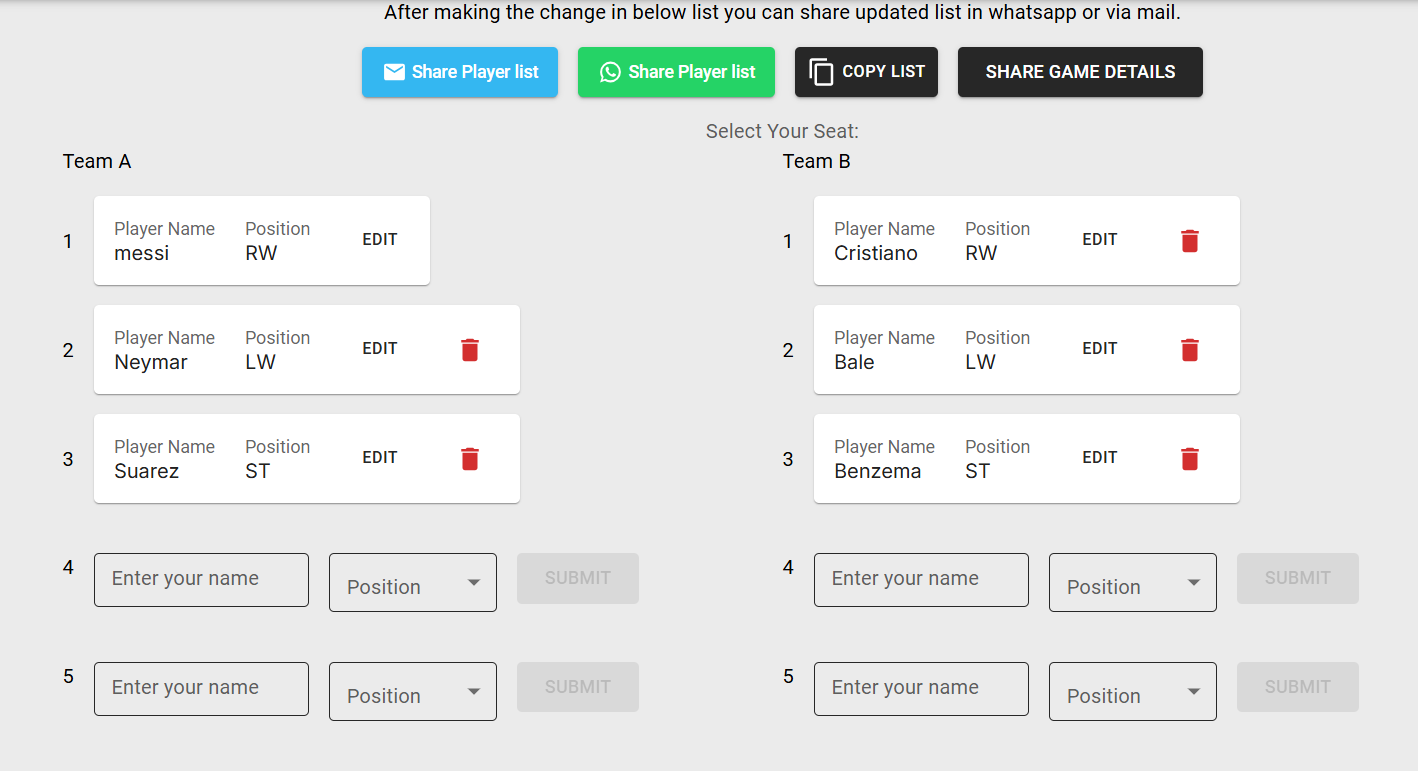 After making the change in below list you can share updated list in whatsapp or via mail.
Share Player list
Share Player list
COPY LIST
SHARE GAME DETAILS
Select Your Seat:
Team A
1
Player Name Position
messi RW
EDIT
2
Player Name Position
Neymar LW
EDIT
3
Player Name Position
Suarez ST
EDIT
4
Enter your name
Position
SUBMIT
5
Enter your name
Position
SUBMIT
Team B
1
Player Name Position
Cristiano RW
EDIT
2
Player Name Position
Bale LW
EDIT
3
Player Name Position
Benzema ST
EDIT
4
Enter your name
Position
SUBMIT
5
Enter your name
Position
SUBMIT